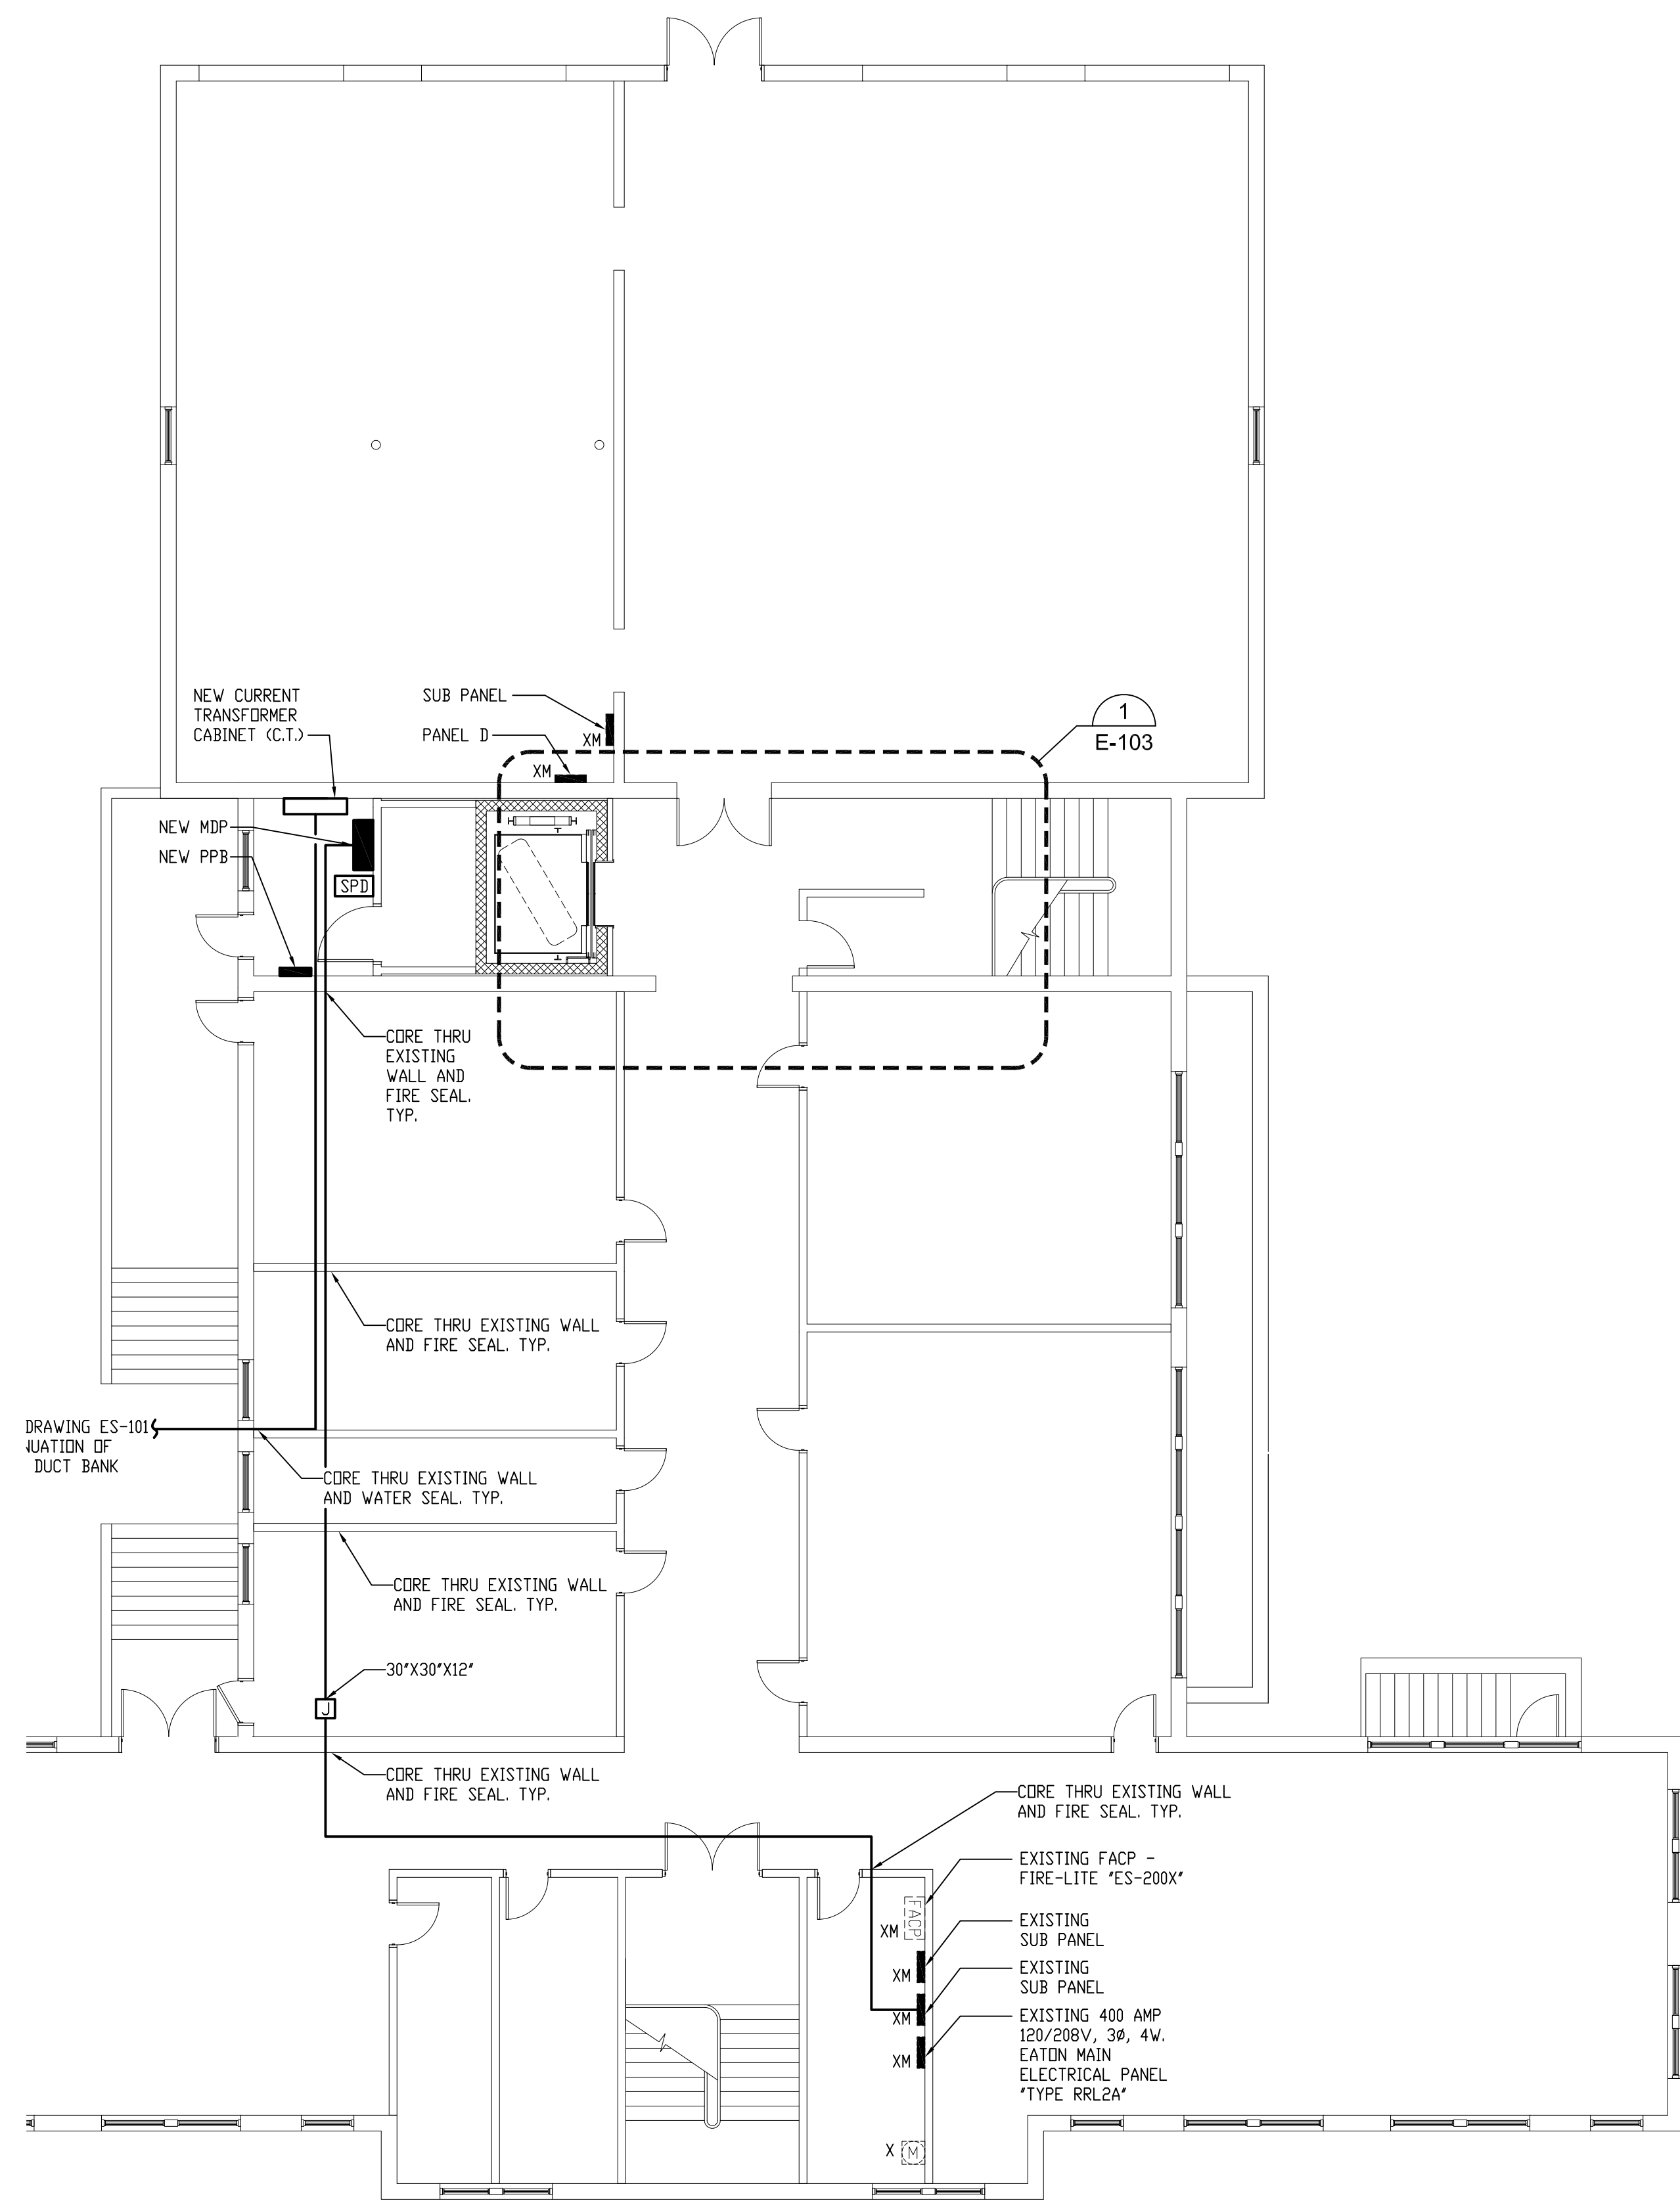 NEW CURRENT
TRANSFORMER
CABINET (C.T.)
SUB PANEL
XM
PANEL D
XM
1
E-103
NEW MDP
NEW PPB
SPD
CORE THRU
EXISTING
WALL AND
FIRE SEAL.
TYP.
CORE THRU EXISTING WALL
AND FIRE SEAL. TYP.
DRAWING ES-101
NUATION OF
DUCT BANK
CORE THRU EXISTING WALL
AND WATER SEAL. TYP.
CORE THRU EXISTING WALL
AND FIRE SEAL. TYP.
30"X30"X12"
J
CORE THRU EXISTING WALL
AND FIRE SEAL. TYP.
CORE THRU EXISTING WALL
AND FIRE SEAL. TYP.
EXISTING FACP -
FIRE-LITE "ES-200X"
FACP
XM
EXISTING
SUB PANEL
XM
EXISTING
SUB PANEL
XM
EXISTING 400 AMP
120/208V, 3Ø, 4W.
EATON MAIN
ELECTRICAL PANEL
"TYPE RRL2A"
XM
X M